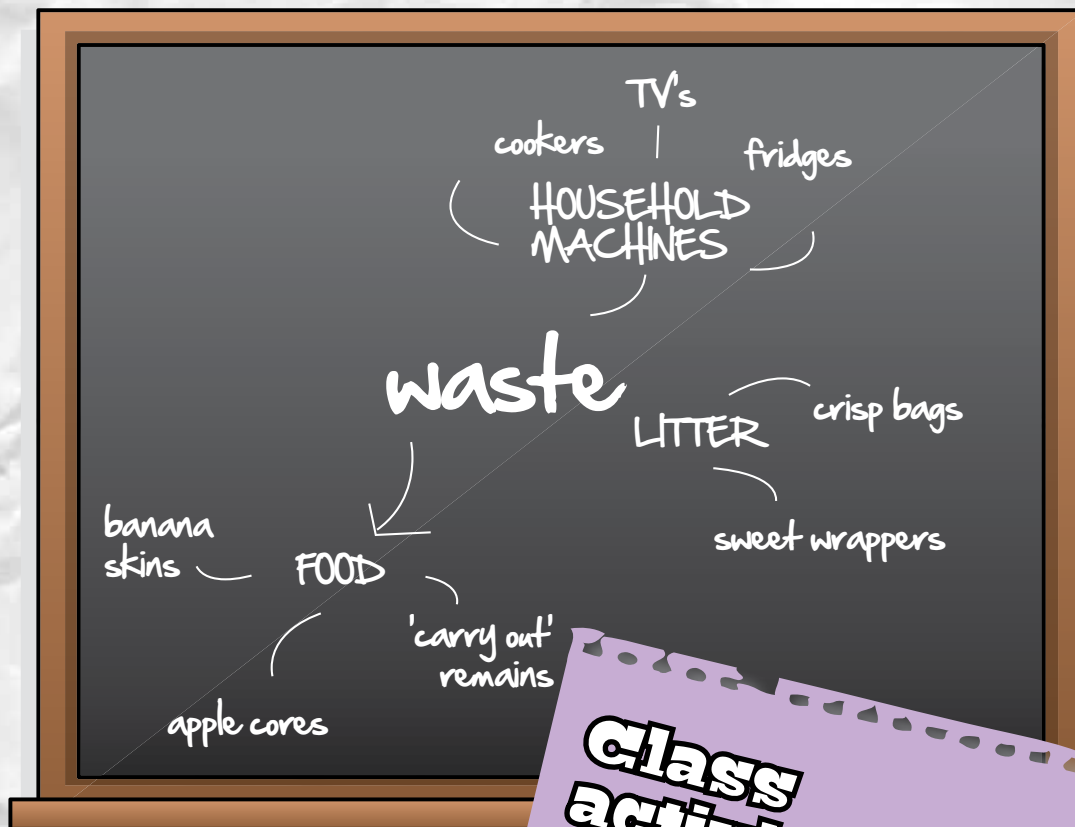 TV's
cookers
fridges
HOUSEHOLD
MACHINES
waste
LITTER
crisp bags
sweet wrappers
banana
skins
FOOD
'carry out'
remains
apple cores
Class